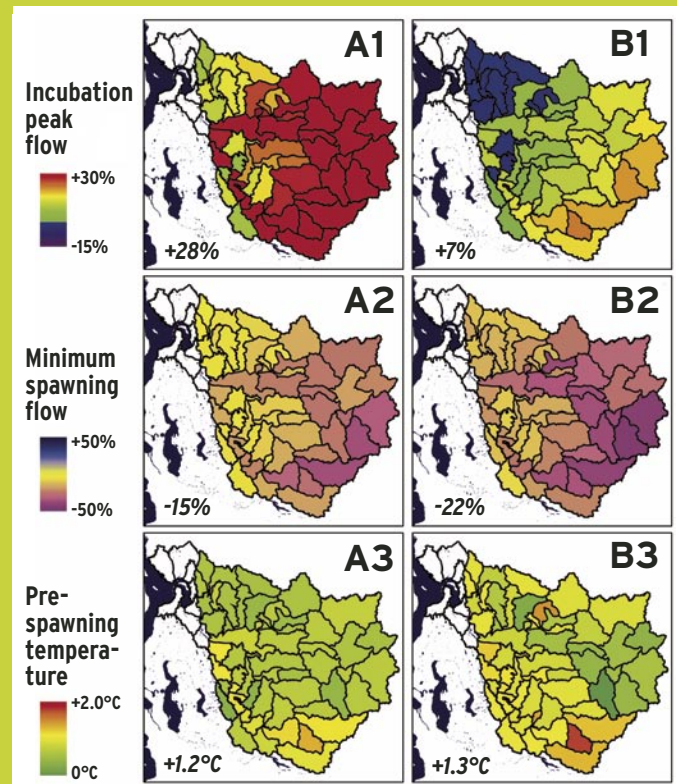 Incubation
peak
flow
+30%
-15%
A1
+28%
B1
+7%
Minimum
spawning
flow
+50%
-50%
A2
-15%
B2
-22%
Pre-
spawning
tempera-
ture
+2.0°C
0°C
A3
+1.2°C
B3
+1.3°C